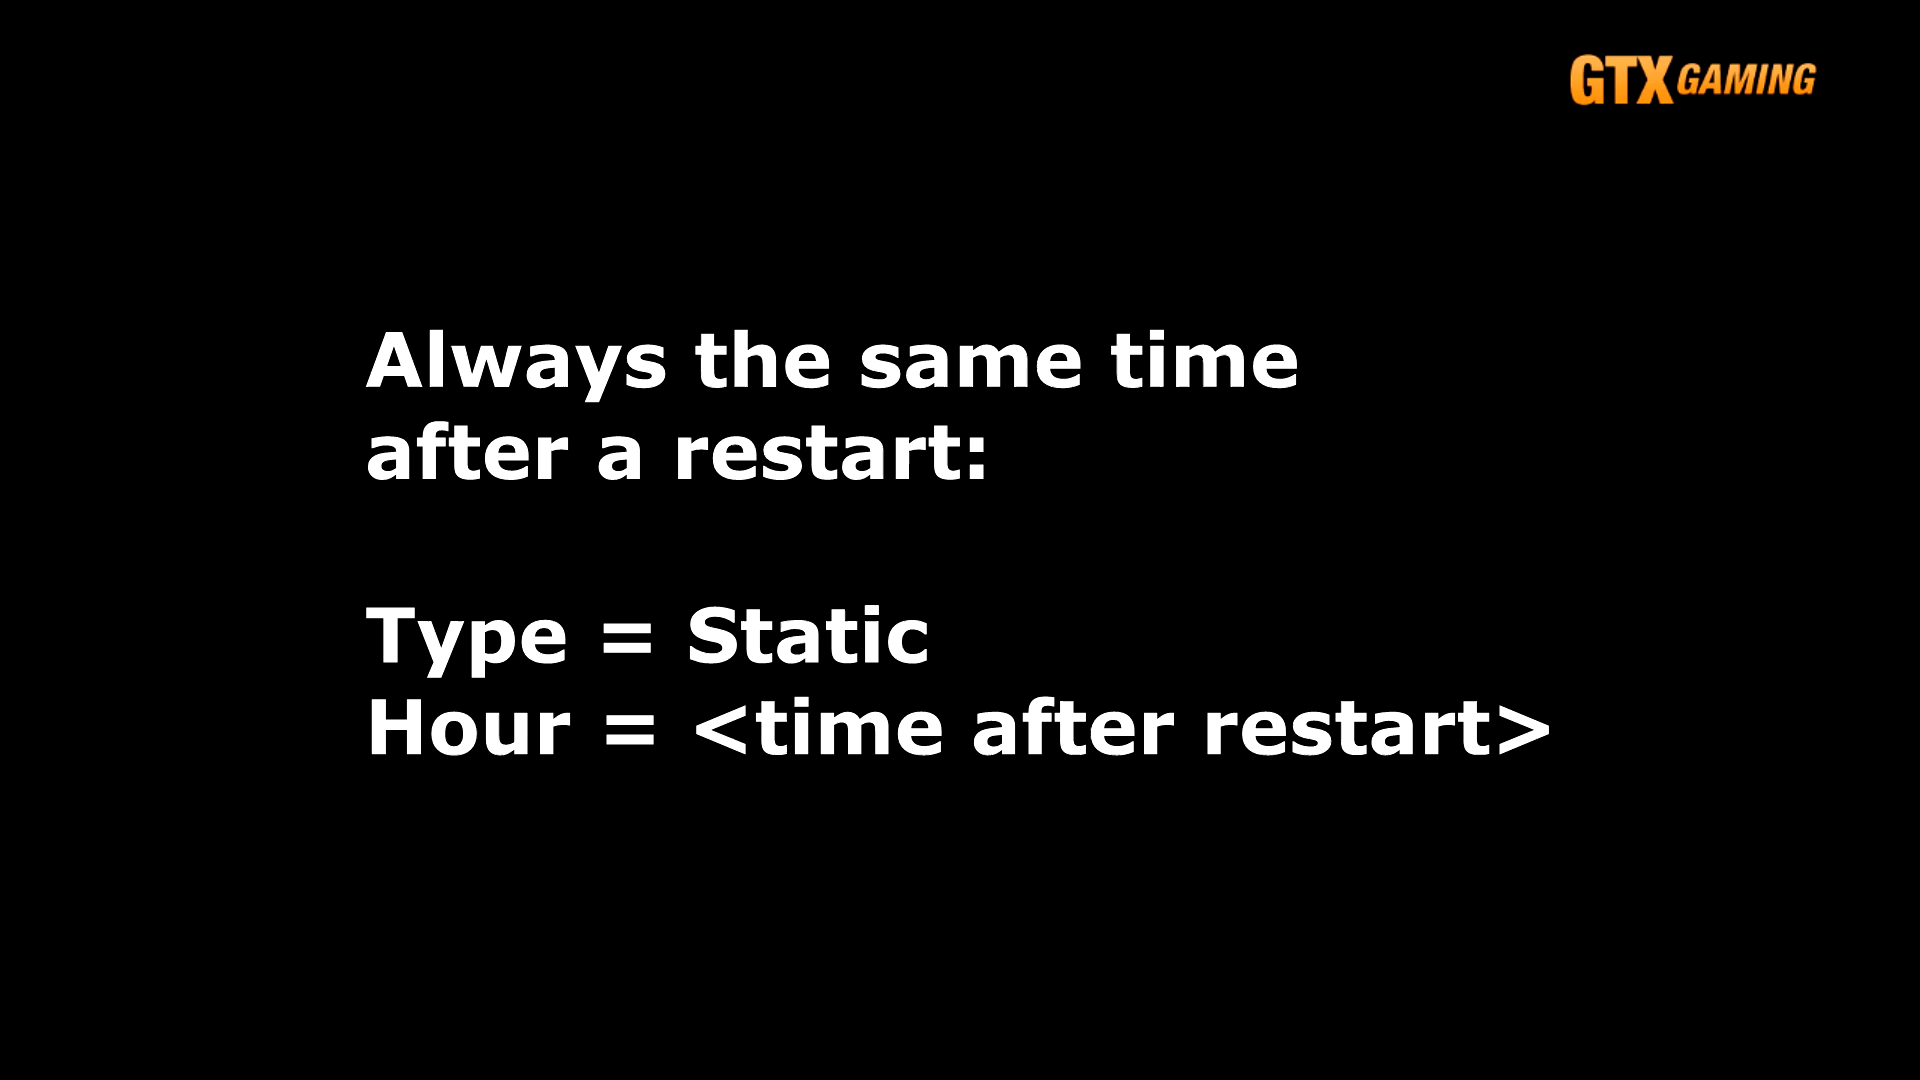 GTX GAMING
Always the same time
after a restart:
Type = Static
Hour = <time after restart>